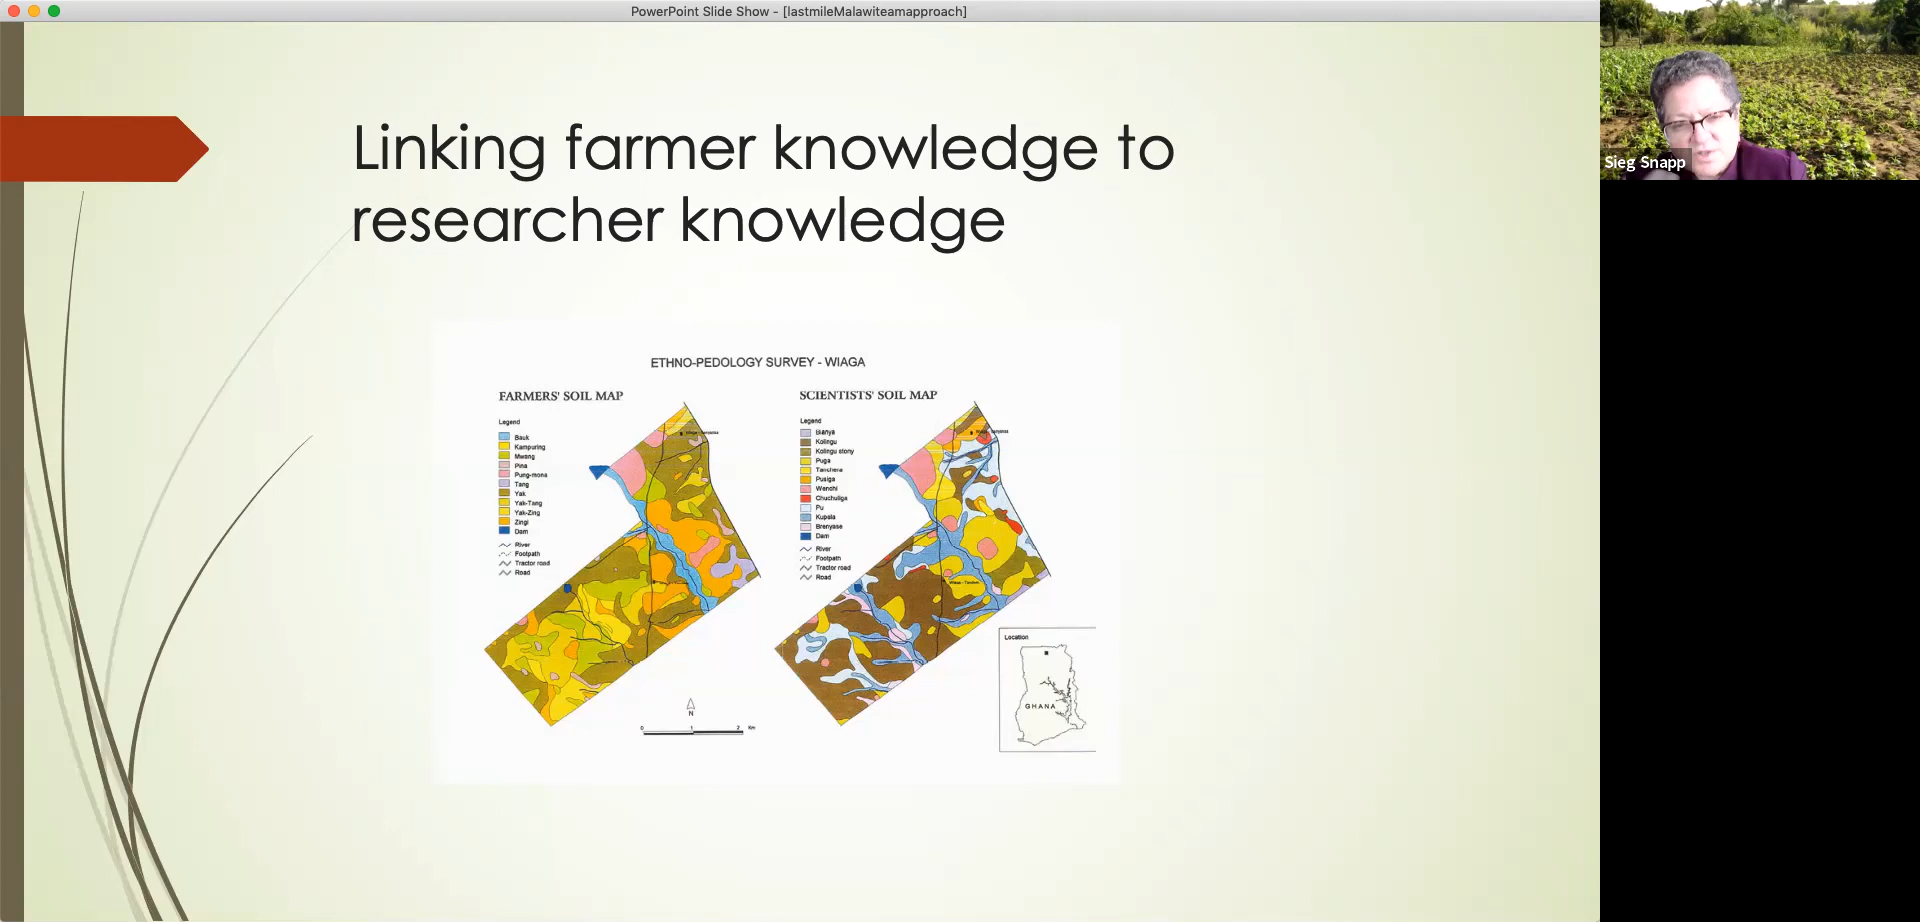 PowerPoint Slide Show - [lastmileMalawiteamapproach]
Linking farmer knowledge to
researcher knowledge
ETHNO-PEDOLOGY SURVEY - WIAGA
FARMERS' SOIL MAP
Legend
Bauk
Kampuring
Mwang
Pina
Pung-mona
Tang
Yak
Yak-Tang
Yak-Zing
Zingi
Dam
River
Footpath
Tractor road
Road
N
0 1 2 Km
SCIENTISTS' SOIL MAP
Legend
Bianya
Kolingu
Kolingu stony
Puga
Tanchera
Pusiga
Wenchi
Chuchuliga
Pu
Kupela
Brenyase
Dam
River
Footpath
Tractor road
Road
Location
GHANA
Sieg Snapp